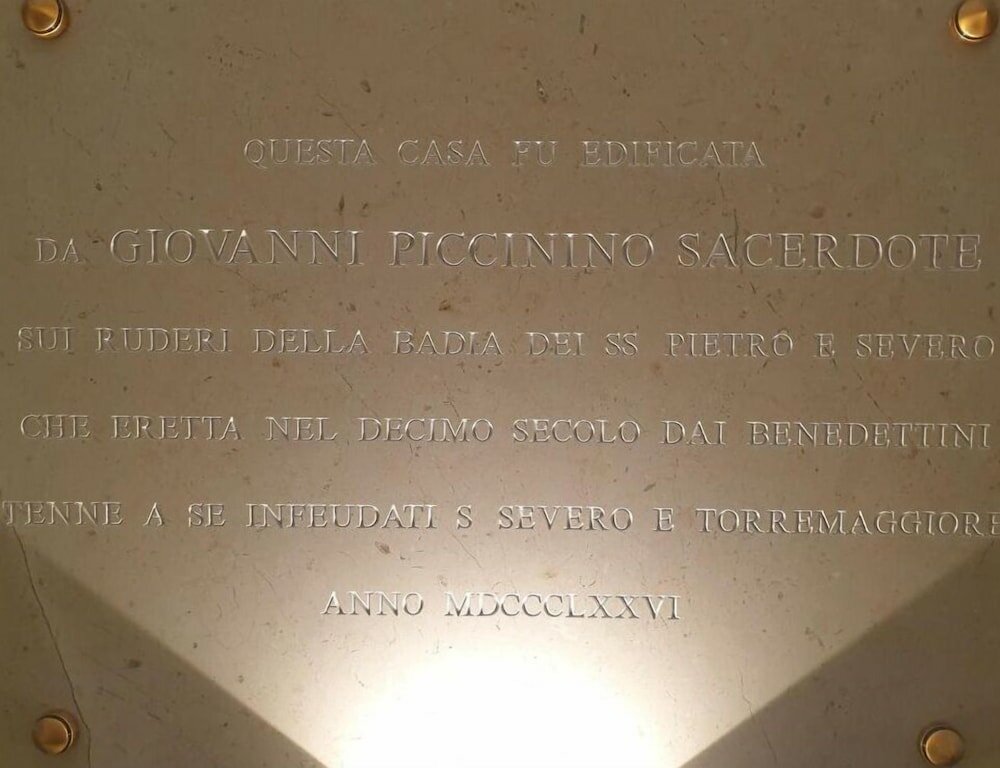 QUESTA CASA FU EDIFICATA
DA GIOVANNI PICCININO SACERDOTE
SUI RUDERI DELLA BADIA DEI SS PIETRO E SEVERO
CHE ERETTA NEL DECIMO SECOLO DAI BENEDETTINI
TENNE A SE INFEUDATI S SEVERO E TORREMAGGIORE
ANNO MDCCCLXXVI